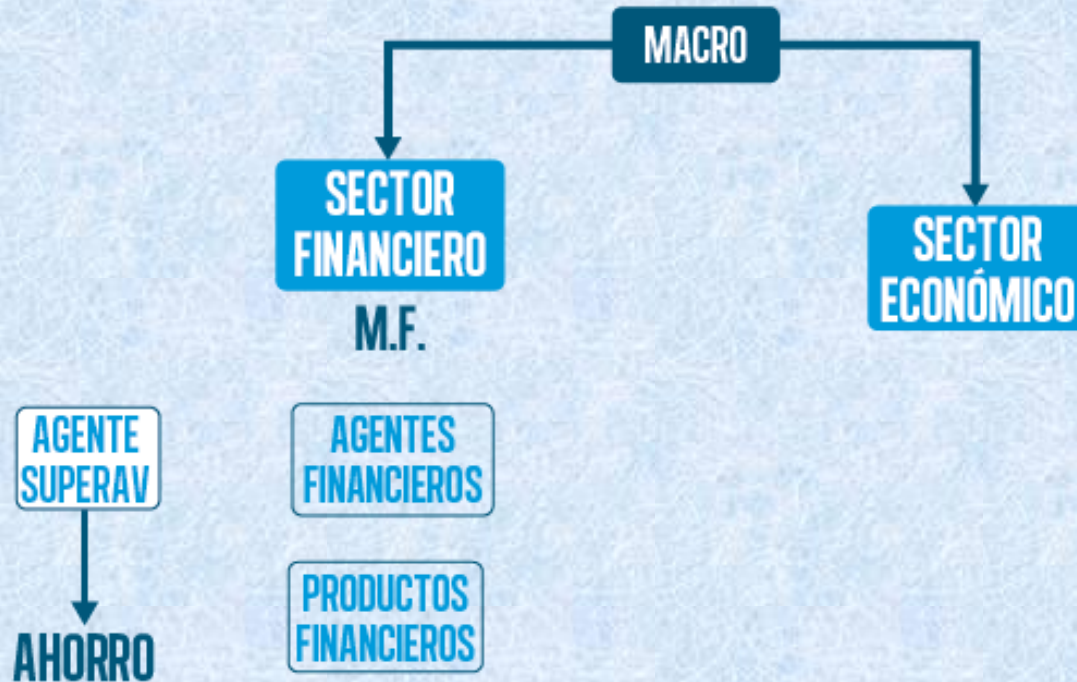 MACRO
SECTOR
FINANCIERO
M.F.
SECTOR
ECONÓMICO
AGENTE
SUPERAV
AHORRO
AGENTES
FINANCIEROS
PRODUCTOS
FINANCIEROS